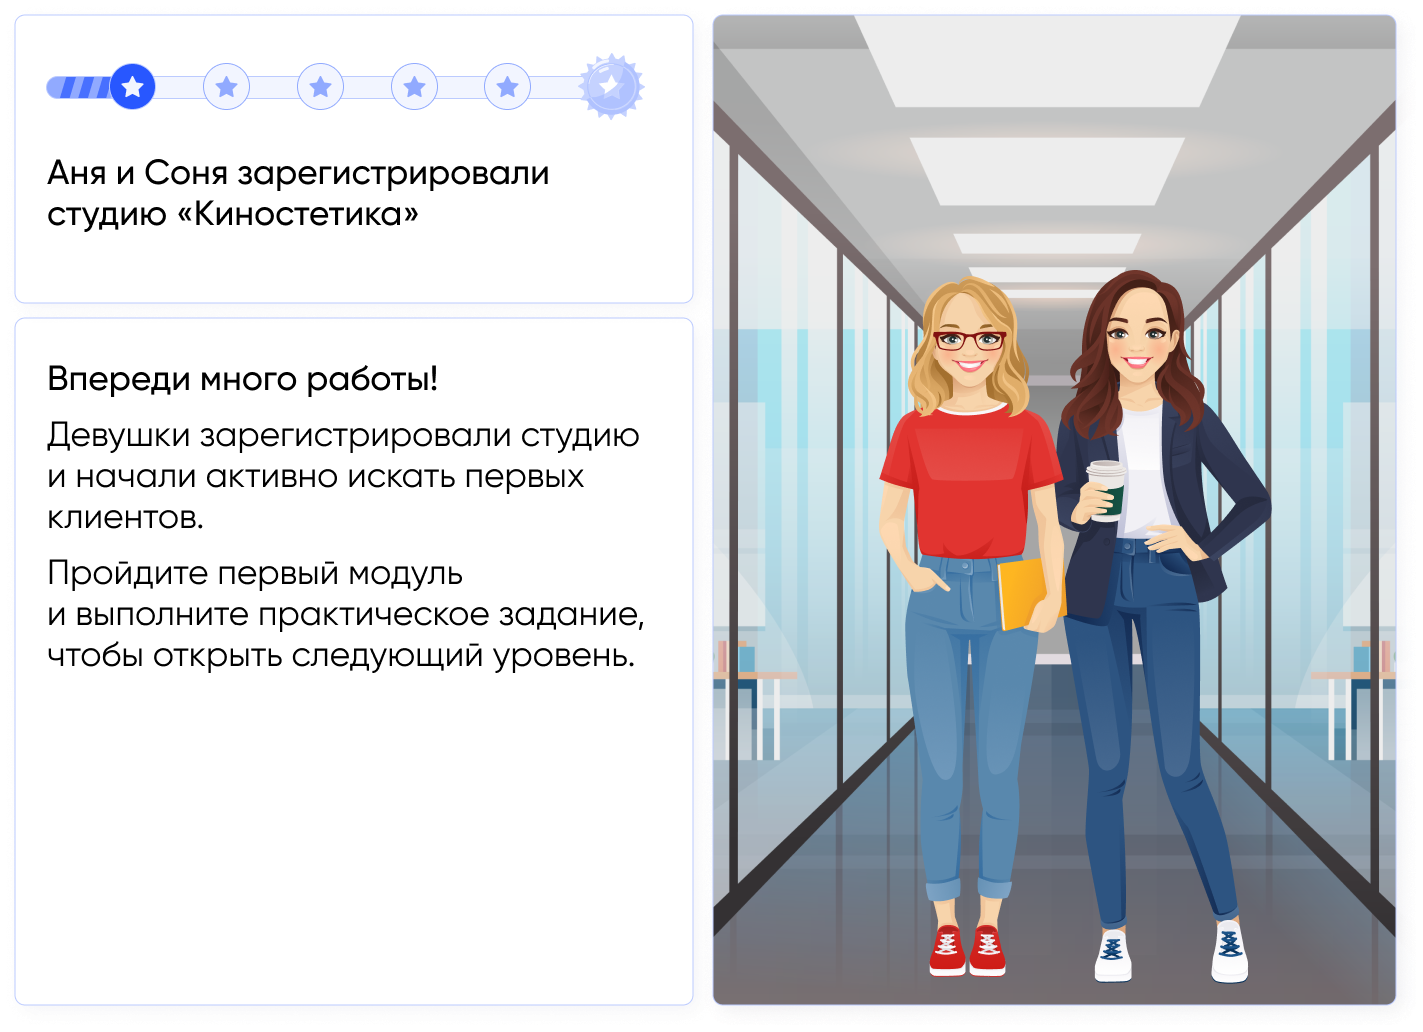 Аня и Соня зарегистрировали
студию «Киностетика»
Впереди много работы!
Девушки зарегистрировали студию
и начали активно искать первых
клиентов.
Пройдите первый модуль
и выполните практическое задание,
чтобы открыть следующий уровень.